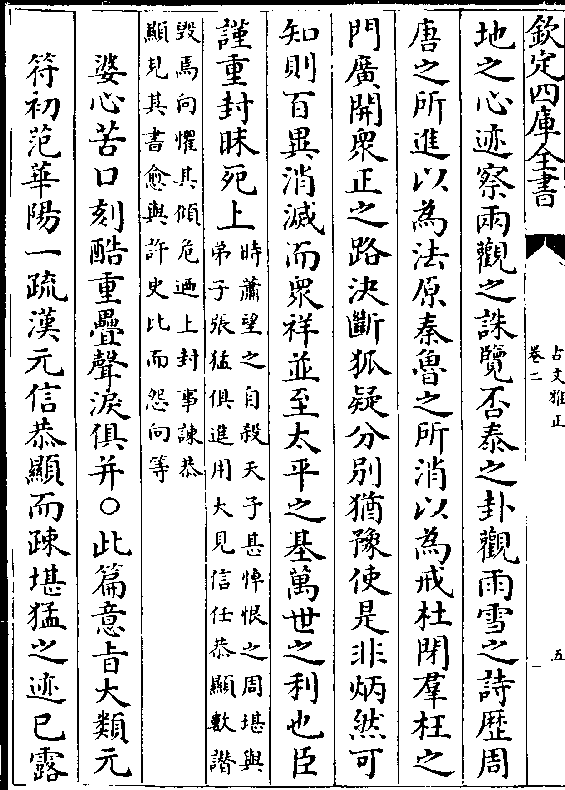 欽定四庫全書
古文雅正
卷二
五
地之心迹察兩觀之誅覽否泰之卦觀雨雪之詩歴周
唐之所進以為法原秦魯之所消以為戒杜閉羣枉之
門廣開衆正之路決斷狐疑分别猶豫使是非炳然可
知則百異消滅而衆祥並至太平之基萬世之利也臣
謹重封昧死上
時蕭望之自殺天子甚悼恨之周堪與
弟子張猛俱進用大見信任恭顯數譖
毁焉向懼其傾危廼上封事諫恭
顯見其書愈與許史比而怨向等
婆心苦口刻酷重疊聲淚俱并○此篇意旨大類元
符初范華陽一疏漢元信恭顯而疎堪猛之迹已露